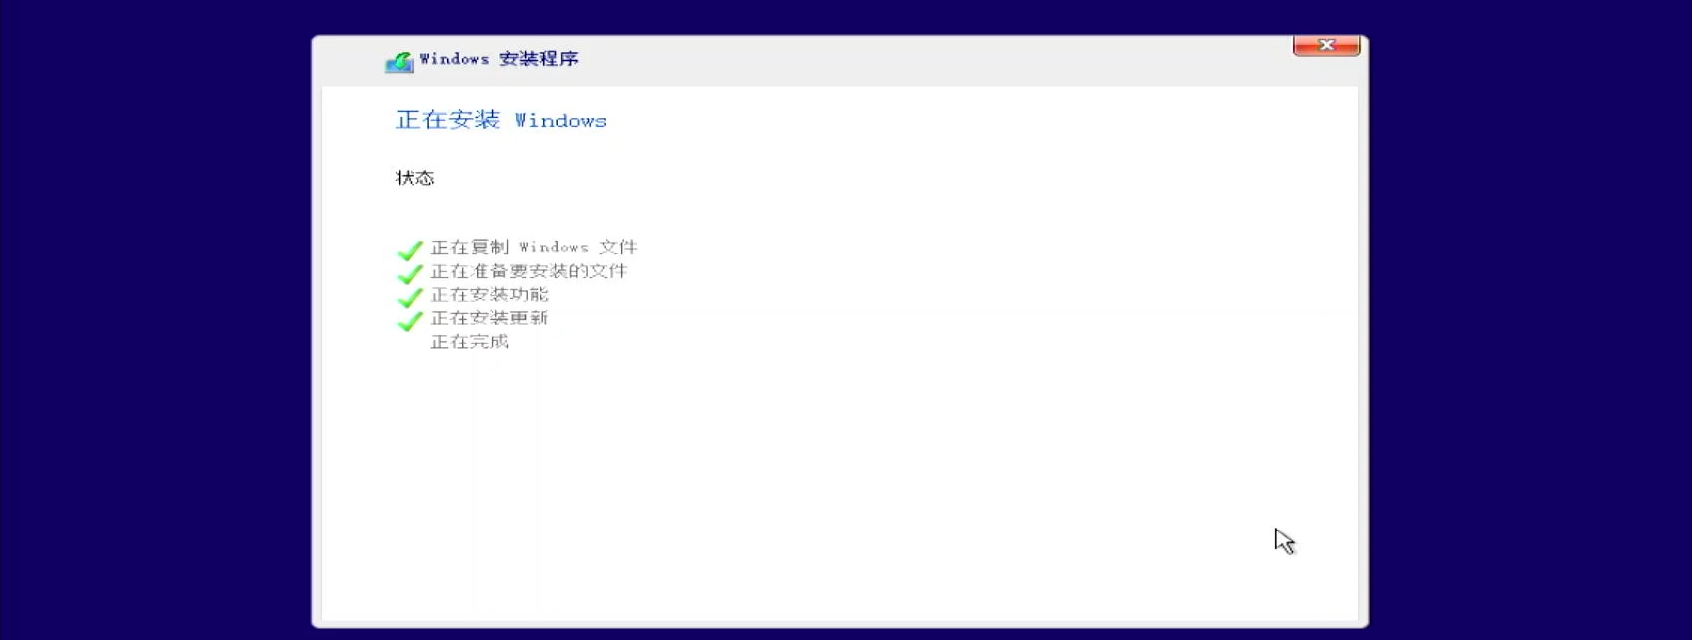 Windows 安装程序
正在安装 Windows
状态
正在复制 Windows 文件
正在准备要安装的文件
正在安装功能
正在安装更新
正在完成